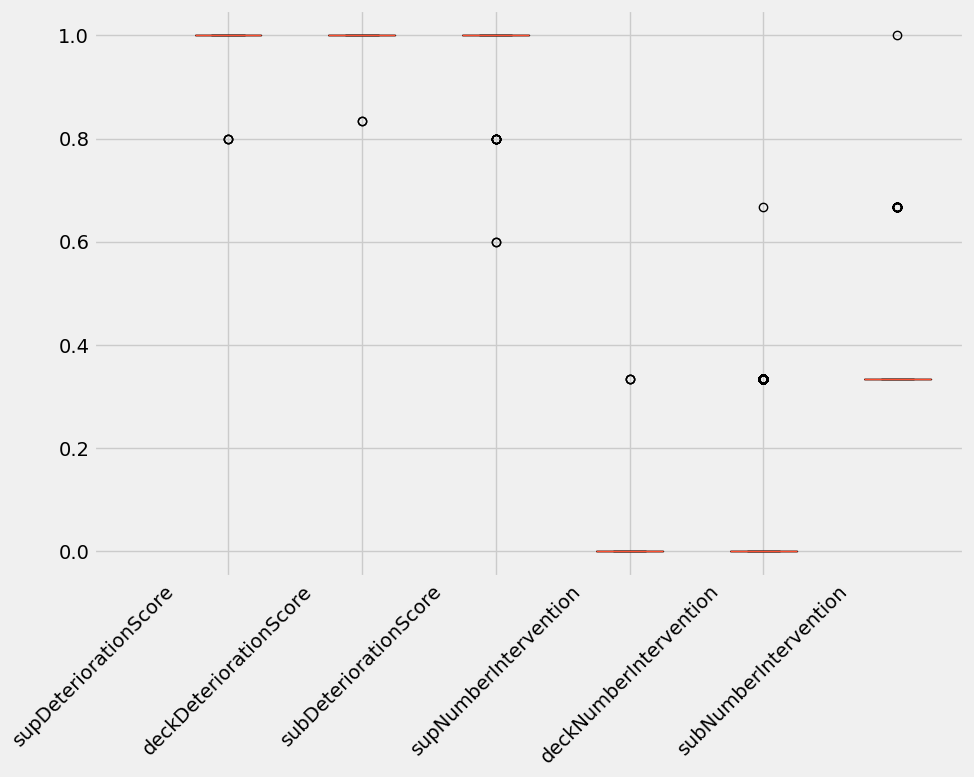 1.0
0.8
0.6
0.4
0.2
0.0
supDeteriorationScore
deckDeteriorationScore
subDeteriorationScore
supNumberIntervention
deckNumberIntervention
subNumberIntervention